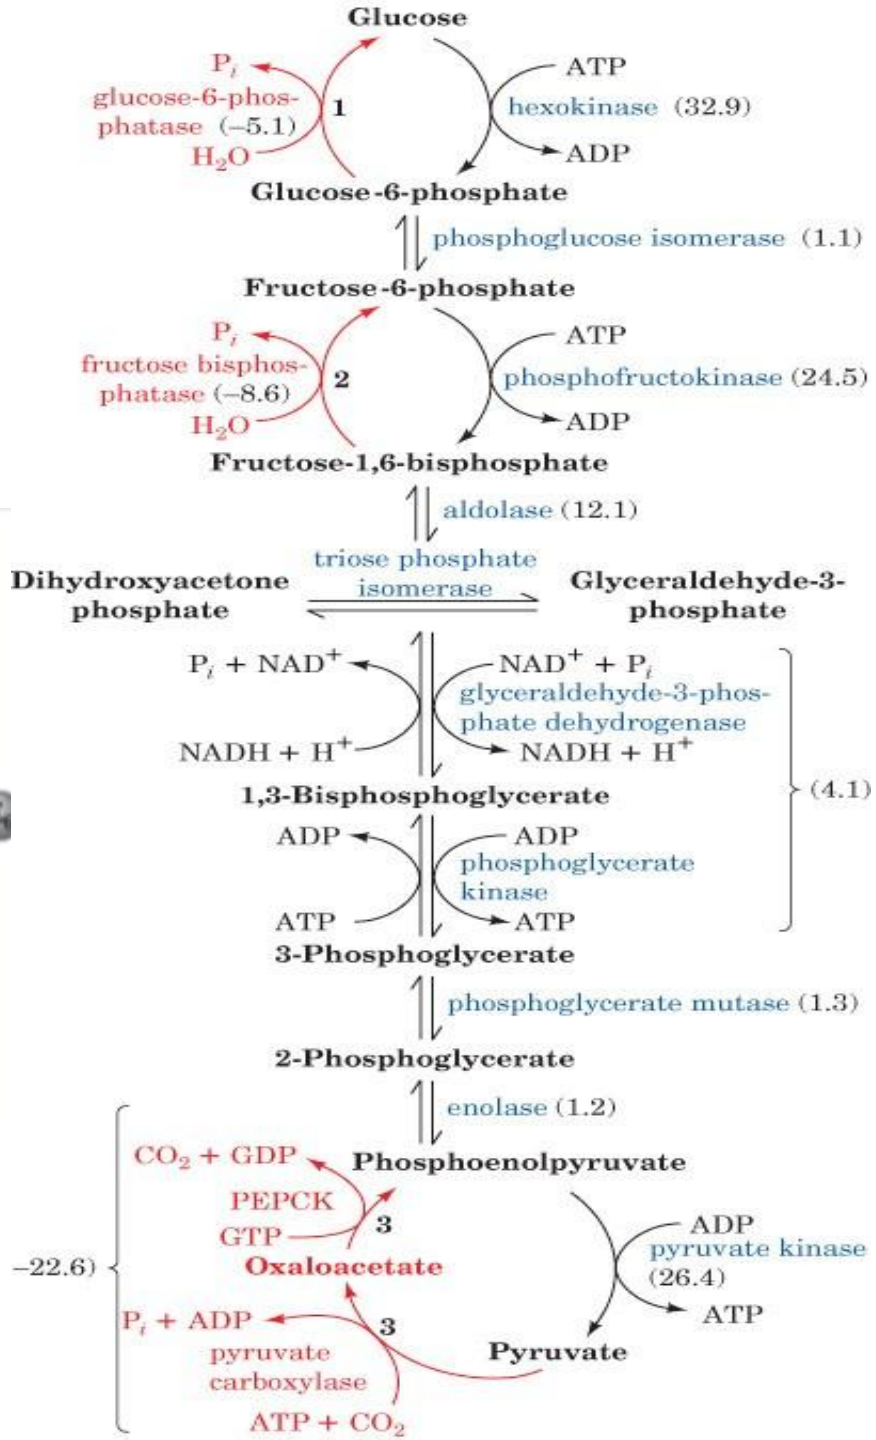 Glucose
P𝑖
ATP
glucose-6-phos-
phatase (–5.1)
1
hexokinase (32.9)
H₂O
ADP
Glucose-6-phosphate
phosphoglucose isomerase (1.1)
Fructose-6-phosphate
P𝑖
ATP
fructose bisphos-
phatase (–8.6)
2
phosphofructokinase (24.5)
H₂O
ADP
Fructose-1,6-bisphosphate
aldolase (12.1)
triose phosphate
isomerase
Dihydroxyacetone
phosphate
Glyceraldehyde-3-
phosphate
P𝑖 + NAD⁺
NAD⁺ + P𝑖
glyceraldehyde-3-phos-
phate dehydrogenase
NADH + H⁺
NADH + H⁺
(4.1)
1,3-Bisphosphoglycerate
ADP
ADP
phosphoglycerate
kinase
ATP
ATP
3-Phosphoglycerate
phosphoglycerate mutase (1.3)
2-Phosphoglycerate
enolase (1.2)
CO₂ + GDP
Phosphoenolpyruvate
PEPCK
3
GTP
ADP
pyruvate kinase
(26.4)
–22.6)
Oxaloacetate
ATP
P𝑖 + ADP
3
Pyruvate
pyruvate
carboxylase
ATP + CO₂